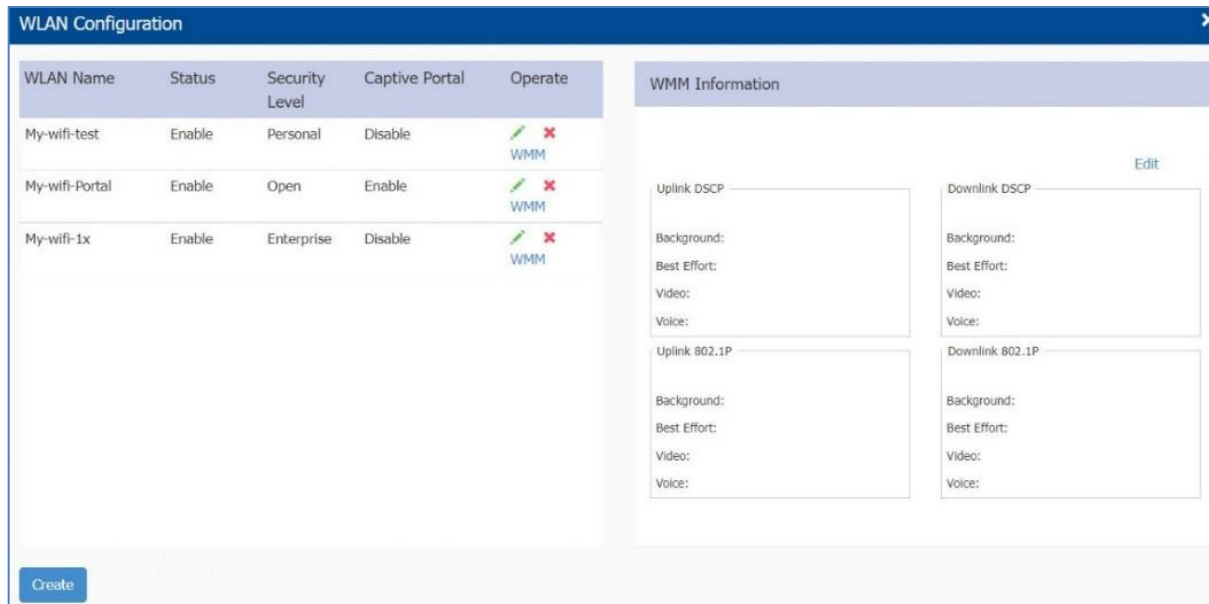 WLAN Configuration
WLAN Name Status Security Level Captive Portal Operate
My-wifi-test Enable Personal Disable
WMM
My-wifi-Portal Enable Open Enable
WMM
My-wifi-1x Enable Enterprise Disable
WMM
Create
WMM Information
Edit
Uplink DSCP
Background:
Best Effort:
Video:
Voice:
Downlink DSCP
Background:
Best Effort:
Video:
Voice:
Uplink 802.1P
Background:
Best Effort:
Video:
Voice:
Downlink 802.1P
Background:
Best Effort:
Video:
Voice: